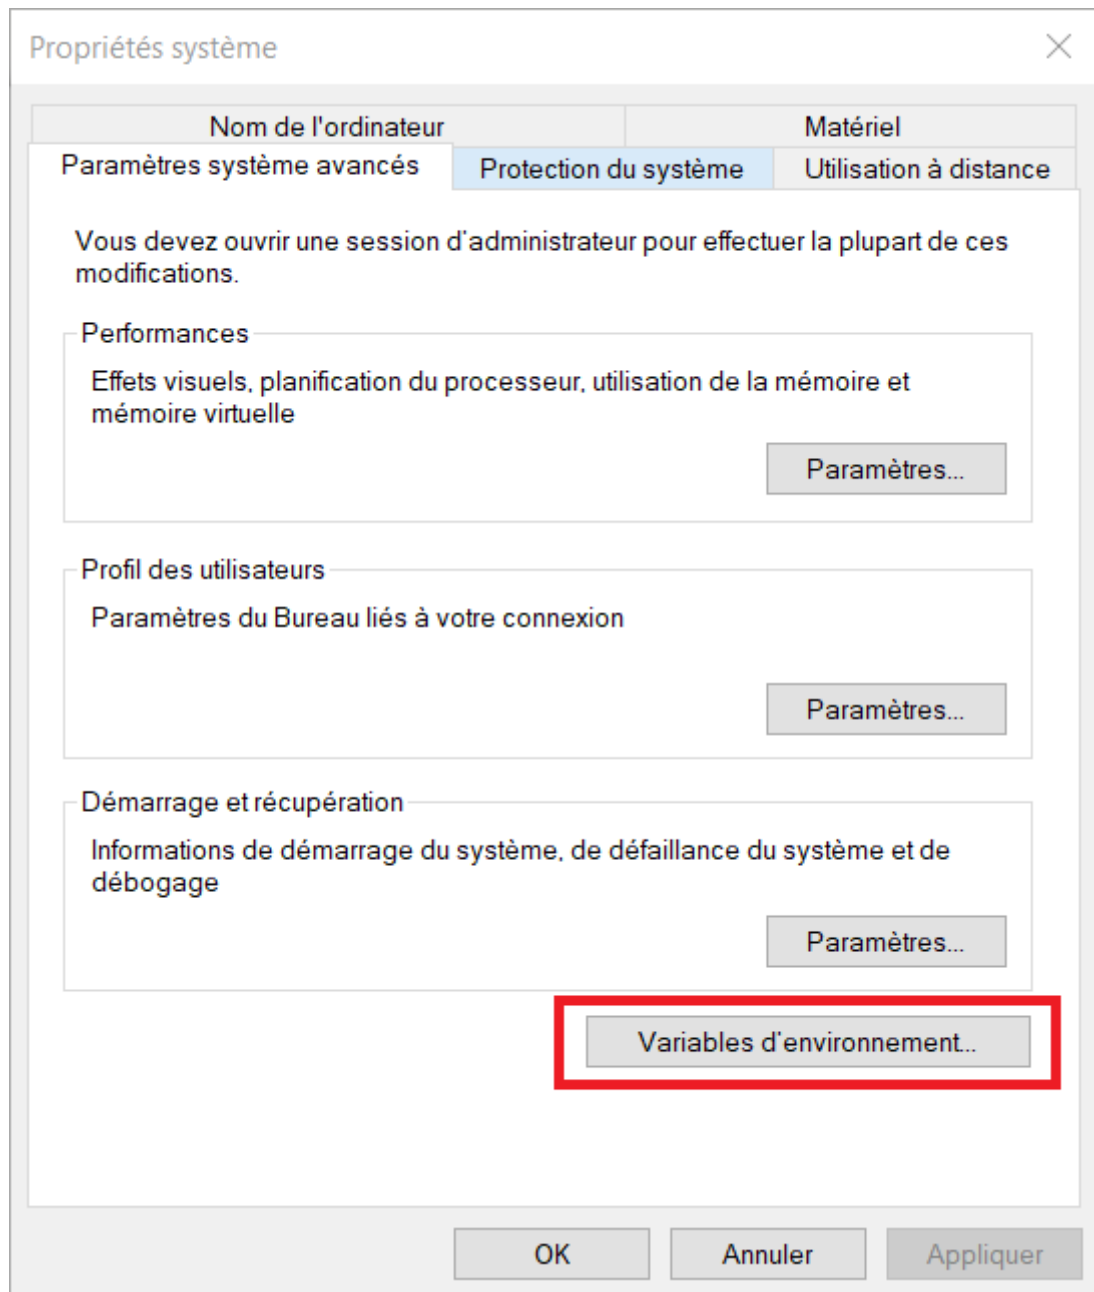 Propriétés système
Nom de l'ordinateur
Matériel
Paramètres système avancés
Protection du système
Utilisation à distance
Vous devez ouvrir une session d'administrateur pour effectuer la plupart de ces
modifications.
Performances
Effets visuels, planification du processeur, utilisation de la mémoire et
mémoire virtuelle
Paramètres...
Profil des utilisateurs
Paramètres du Bureau liés à votre connexion
Paramètres...
Démarrage et récupération
Informations de démarrage du système, de défaillance du système et de
débogage
Paramètres...
Variables d'environnement...
OK
Annuler
Appliquer